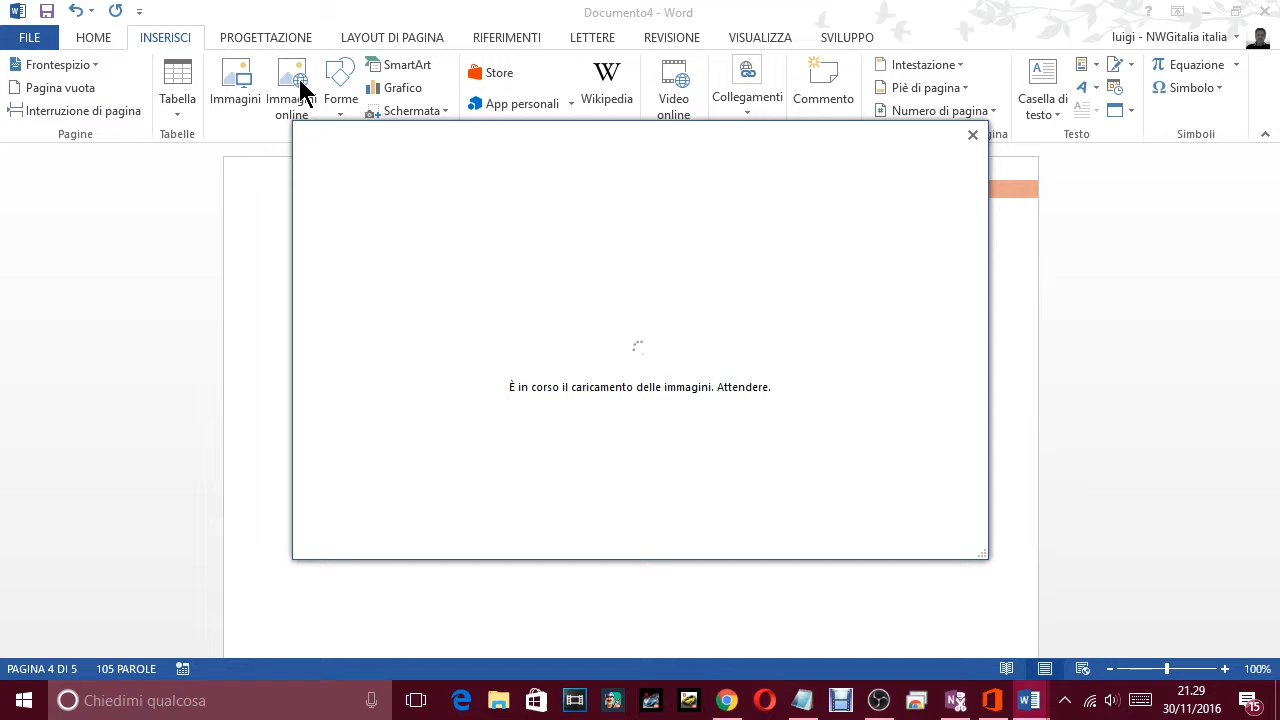 Documento4 - Word
FILE HOME INSERISCI PROGETTAZIONE LAYOUT DI PAGINA RIFERIMENTI LETTERE REVISIONE VISUALIZZA SVILUPPO luigi - NWGitalia italia
Frontespizio
Pagina vuota
Interruzione di pagina
Pagine
Tabella
Tabelle
Immagini
online
Forme
SmartArt
Grafico
Schemata
Store
App personali
W
Wikipedia
Video
online
Collegamenti
Commento
Intestazione
Piè di pagina
Numero di pagina
Casella di
testo
Testo
Equazione
Simbolo
Simboli
È in corso il caricamento delle immagini. Attendere.
PAGINA 4 DI 5 105 PAROLE 100%
Chiedimi qualcosa
21.29
30/11/2016
15